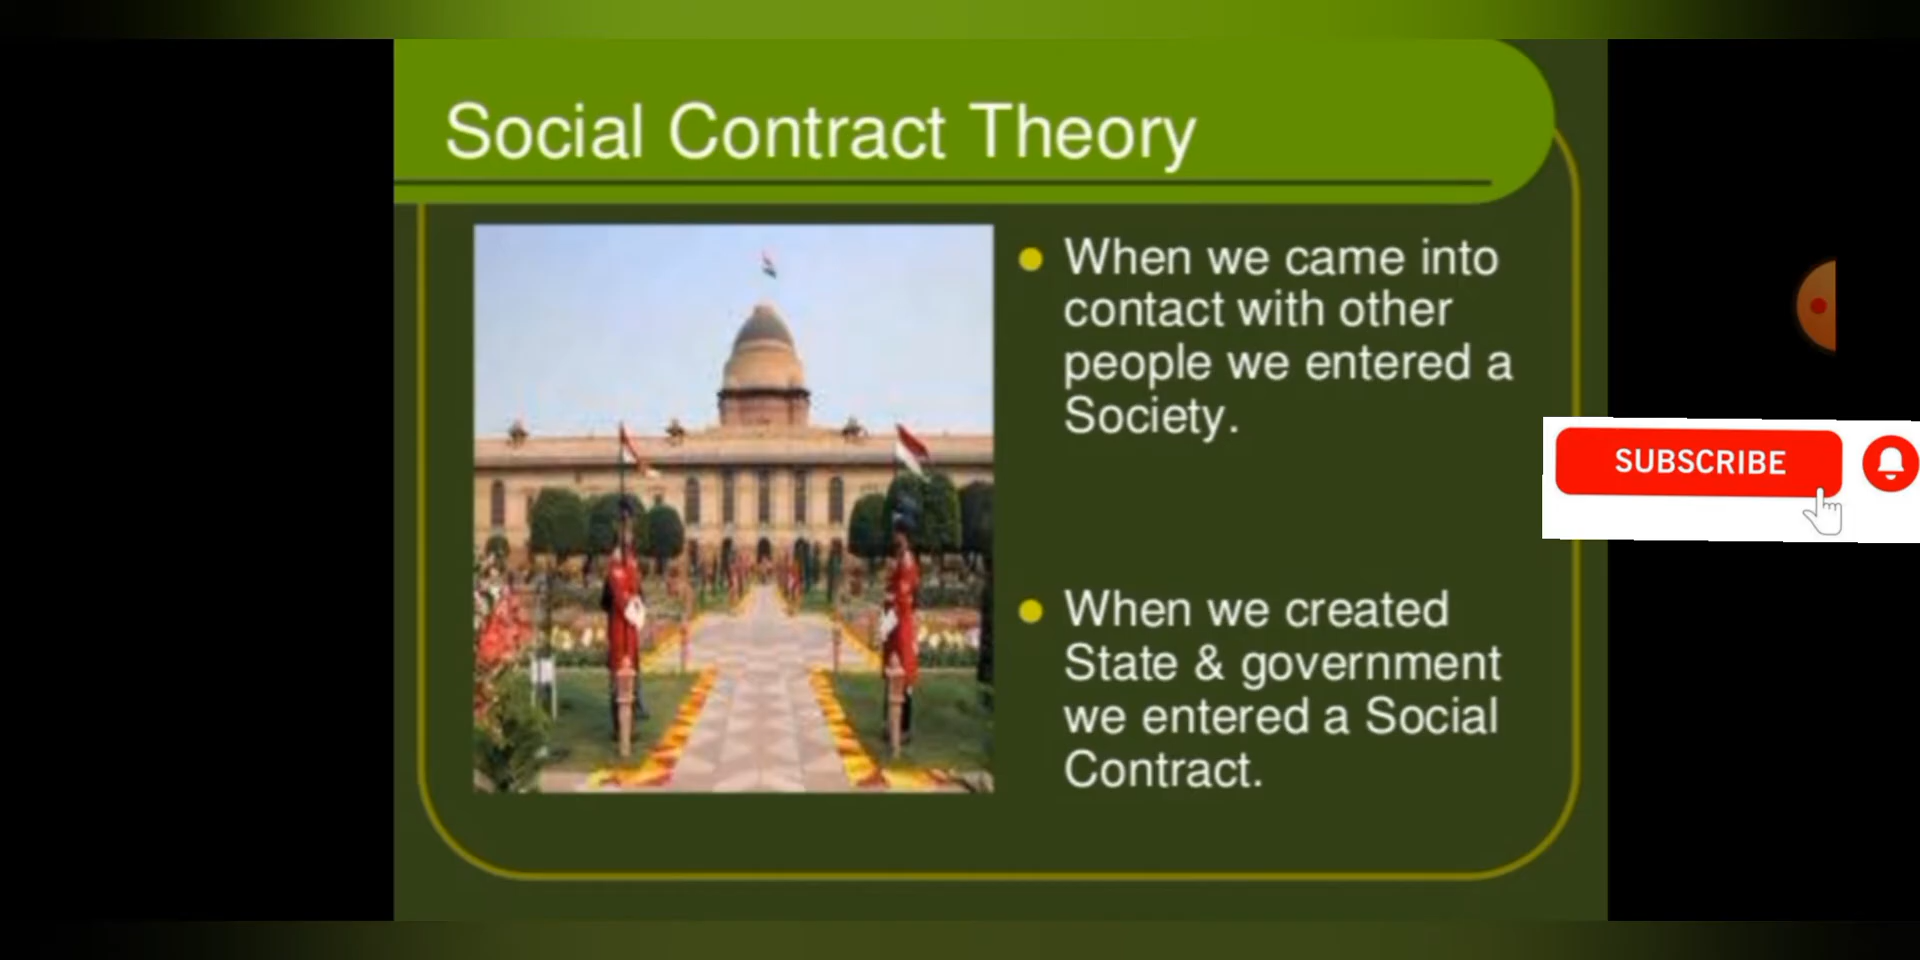 Social Contract Theory
When we came into
contact with other
people we entered a
Society.
When we created
State & government
we entered a Social
Contract.
SUBSCRIBE